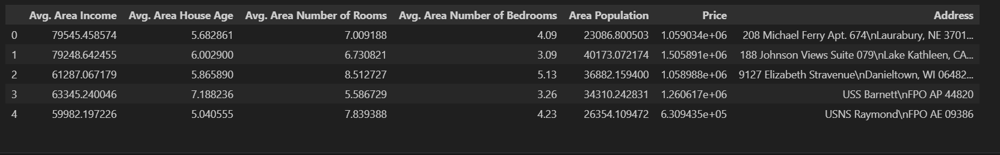 Avg. Area Income Avg. Area House Age Avg. Area Number of Rooms Avg. Area Number of Bedrooms Area Population Price Address
0 79545.458574 5.682861 7.009188 4.09 23086.800503 1.059034e+06 208 Michael Ferry Apt. 674\nLaurabury, NE 3701...
1 79248.642455 6.002900 6.730821 3.09 40173.072174 1.505891e+06 188 Johnson Views Suite 079\nLake Kathleen, CA...
2 61287.067179 5.865890 8.512727 5.13 36882.159400 1.058988e+06 9127 Elizabeth Stravenue\nDanieltown, WI 06482...
3 63345.240046 7.188236 5.586729 3.26 34310.242831 1.260617e+06 USS Barnett\nFPO AP 44820
4 59982.197226 5.040555 7.839388 4.23 26354.109472 6.309435e+05 USNS Raymond\nFPO AE 09386